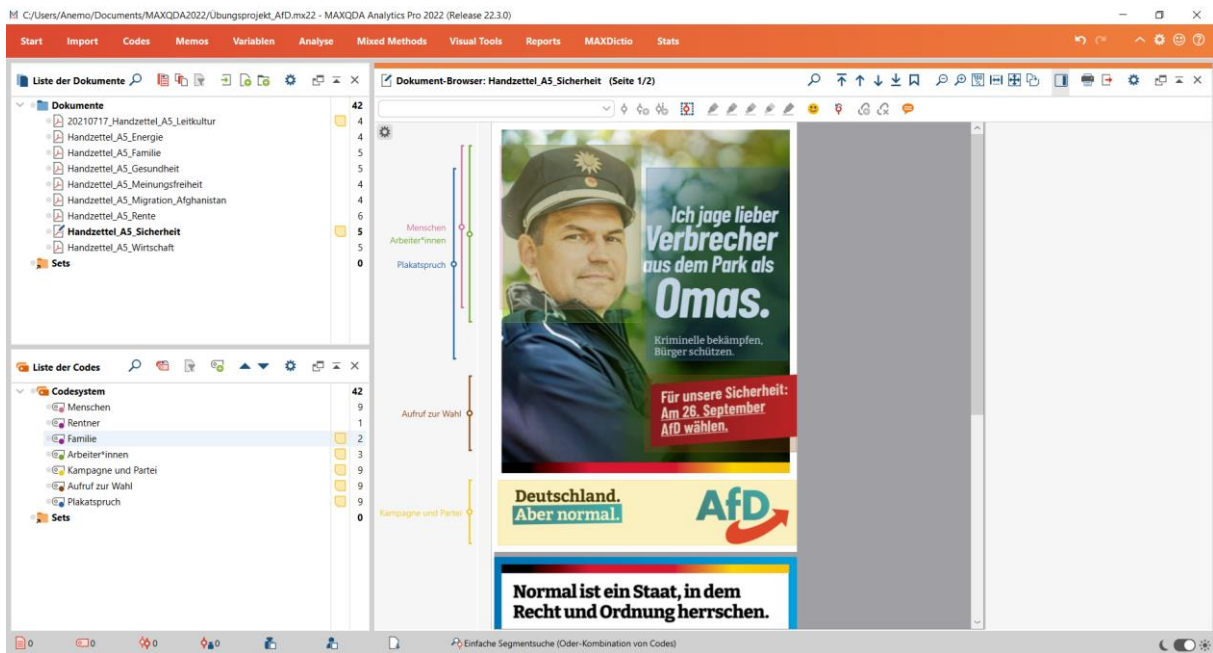 C:/Users/Anemo/Documents/MAXQDA2022/Übungsprojekt_AfD.mx22 - MAXQDA Analytics Pro 2022 (Release 22.3.0)
Start Import Codes Memos Variablen Analyse Mixed Methods Visual Tools Reports MAXDictio Stats
Liste der Dokumente
Dokumente 42
20210717_Handzettel_A5_Leitkultur 4
Handzettel_A5_Energie 4
Handzettel_A5_Familie 5
Handzettel_A5_Gesundheit 5
Handzettel_A5_Meinungsfreiheit 4
Handzettel_A5_Migration_Afghanistan 4
Handzettel_A5_Rente 6
Handzettel_A5_Sicherheit 5
Handzettel_A5_Wirtschaft 5
Sets 0
Liste der Codes
Codesystem 42
Menschen 9
Rentner 1
Familie 2
Arbeiter*innen 3
Kampagne und Partei 9
Aufruf zur Wahl 9
Plakatspruch 9
Sets 0
Dokument-Browser: Handzettel_A5_Sicherheit (Seite 1/2)
Menschen
Arbeiter*innen
Plakatspruch
Aufruf zur Wahl
Kampagne und Partei
Ich jage lieber
Verbrecher
aus dem Park als
Omas.
Kriminelle bekämpfen,
Bürger schützen.
Für unsere Sicherheit:
Am 26. September
AfD wählen.
Deutschland.
Aber normal.
AfD
Normal ist ein Staat, in dem
Recht und Ordnung herrschen.
0 0 0 0 Einfache Segmentsuche (Oder-Kombination von Codes)